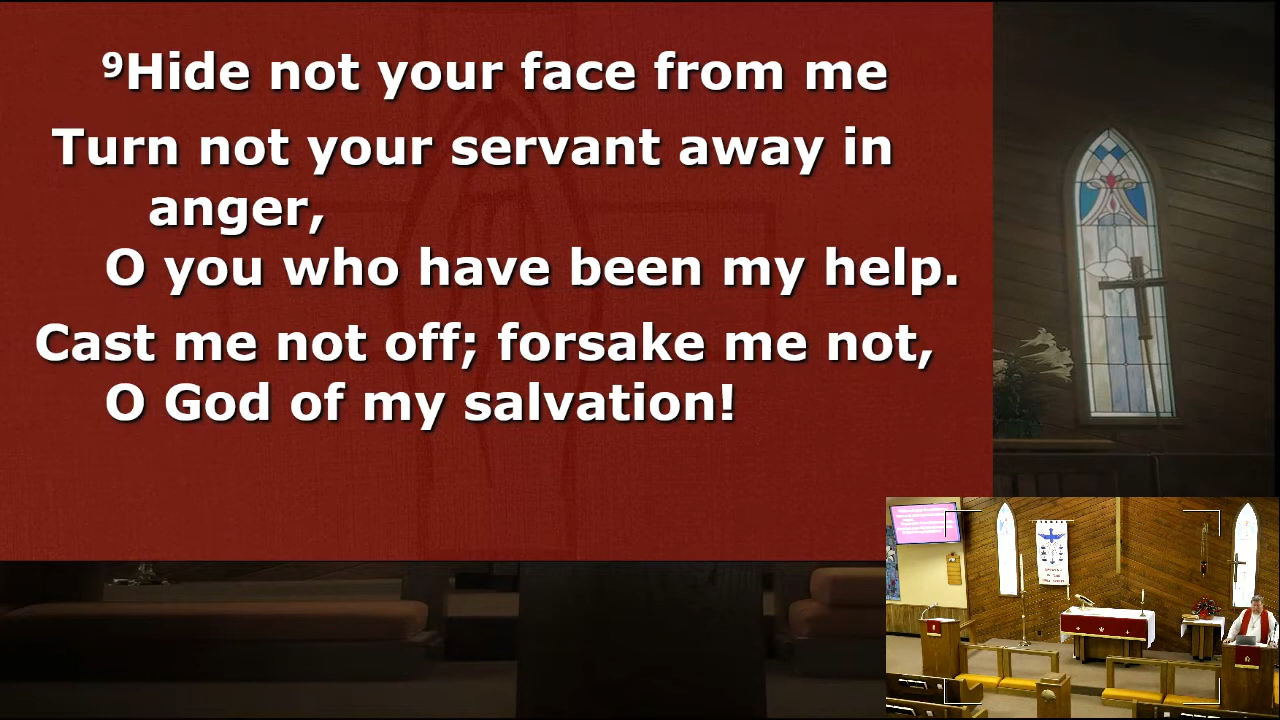 ⁹Hide not your face from me
Turn not your servant away in
anger,
O you who have been my help.
Cast me not off; forsake me not,
O God of my salvation!